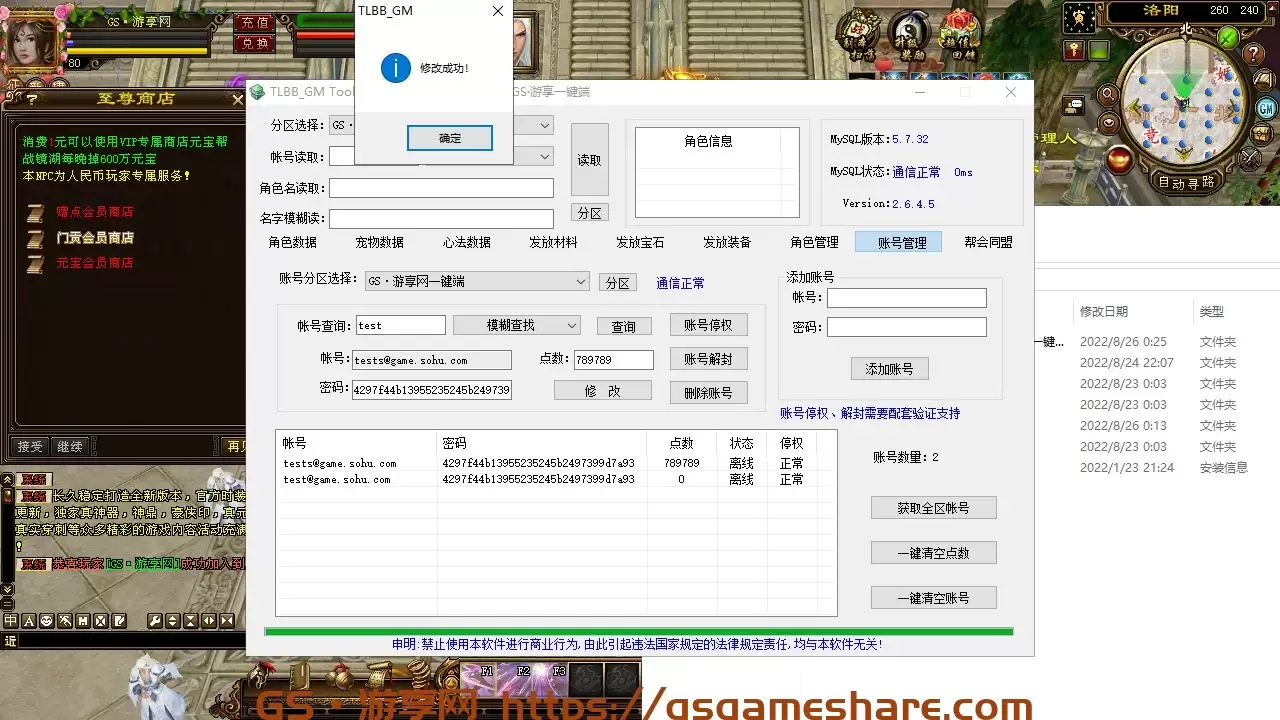 GS·游享网
充值
兑换
80
至尊商店
消费1元可以使用VIP专属商店元宝帮
战镜湖每晚掉600万元宝
本NPC为人民币玩家专属服务！
赠点会员商店
门贡会员商店
元宝会员商店
接受
继续
再见
TLBB_GM
修改成功!
确定
TLBB_GM Tool
GS·游享一键端
分区选择:
GS·
帐号读取:
角色名读取:
名字模糊读:
读取
分区
角色信息
MySQL版本:5.7.32
MySQL状态:通信正常 0ms
Version:2.6.4.5
角色数据 宠物数据 心法数据 发放材料 发放宝石 发放装备 角色管理 账号管理 帮会同盟
账号分区选择: GS·游享网一键端 分区 通信正常
帐号查询: test 模糊查找 查询 账号停权
帐号: tests@game.sohu.com 点数: 789789 账号解封
密码: 4297f44b13955235245b249739 修 改 删除账号
添加账号
帐号:
密码:
添加账号
账号停权、解封需要配套验证支持
帐号 密码 点数 状态 停权
tests@game.sohu.com 4297f44b13955235245b2497399d7a93 789789 离线 正常
test@game.sohu.com 4297f44b13955235245b2497399d7a93 0 离线 正常
账号数量: 2
获取全区帐号
一键清空点数
一键清空账号
申明:禁止使用本软件进行商业行为,由此引起违法国家规定的法律规定责任,均与本软件无关!
洛阳 260 240
北
GM
自动寻路
修改日期 类型
一键... 2022/8/26 0:25 文件夹
2022/8/24 22:07 文件夹
2022/8/23 0:03 文件夹
2022/8/23 0:03 文件夹
2022/8/26 0:13 文件夹
2022/8/23 0:03 文件夹
2022/1/23 21:24 安装信息
系统
系统 长久稳定打造全新版本，官方时装
更新，独家真神器，神鼎，豪侠印，真元
真实穿刺等众多精彩的游戏内容活动充满
！
系统 恭喜玩家[GS·游享网]成功加入到
近
F1 F2 F3
GS·游享网 https://gsgameshare.com